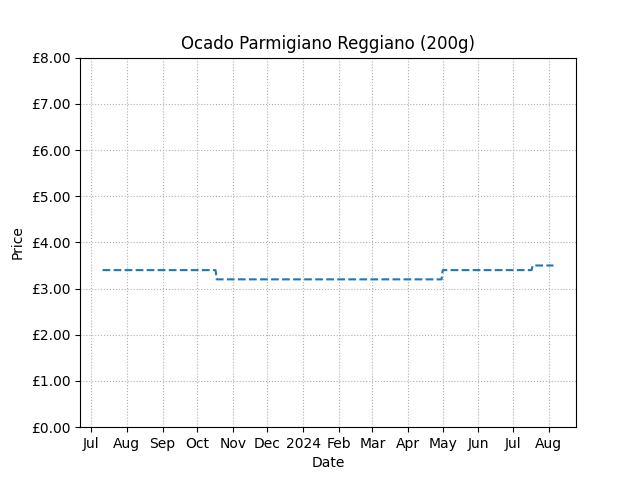 Ocado Parmigiano Reggiano (200g)
£8.00
£7.00
£6.00
£5.00
£4.00
£3.00
£2.00
£1.00
£0.00
Price
Jul Aug Sep Oct Nov Dec 2024 Feb Mar Apr May Jun Jul Aug
Date